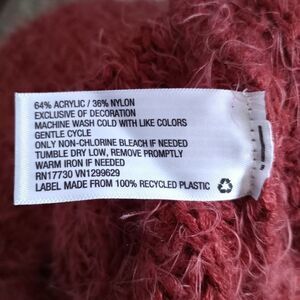 64% ACRYLIC / 36% NYLON
EXCLUSIVE OF DECORATION
MACHINE WASH COLD WITH LIKE COLORS
GENTLE CYCLE
ONLY NON-CHLORINE BLEACH IF NEEDED
TUMBLE DRY LOW, REMOVE PROMPTLY
WARM IRON IF NEEDED
RN17730 VN1299629
LABEL MADE FROM 100% RECYCLED PLASTIC